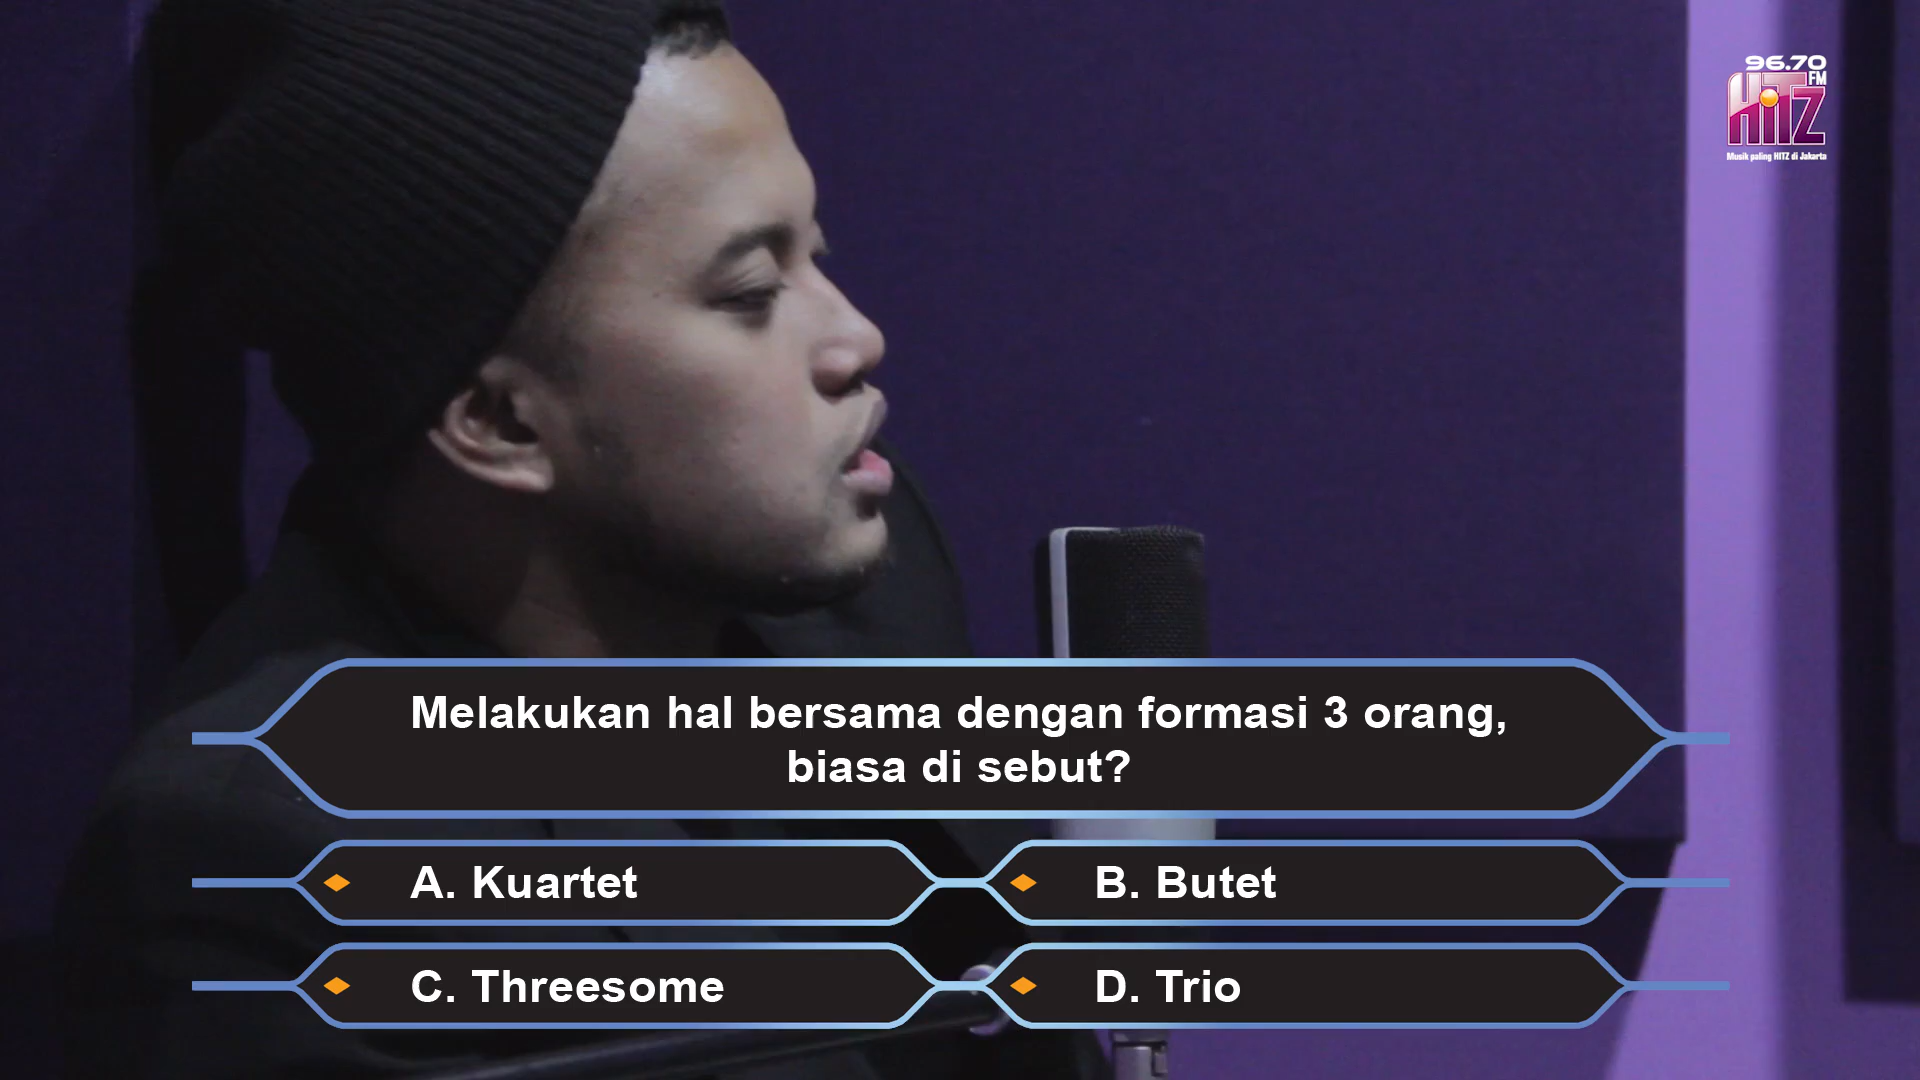 96.70
FM
HITZ
Musik paling HITZ di Jakarta
Melakukan hal bersama dengan formasi 3 orang,
biasa di sebut?
A. Kuartet
B. Butet
C. Threesome
D. Trio